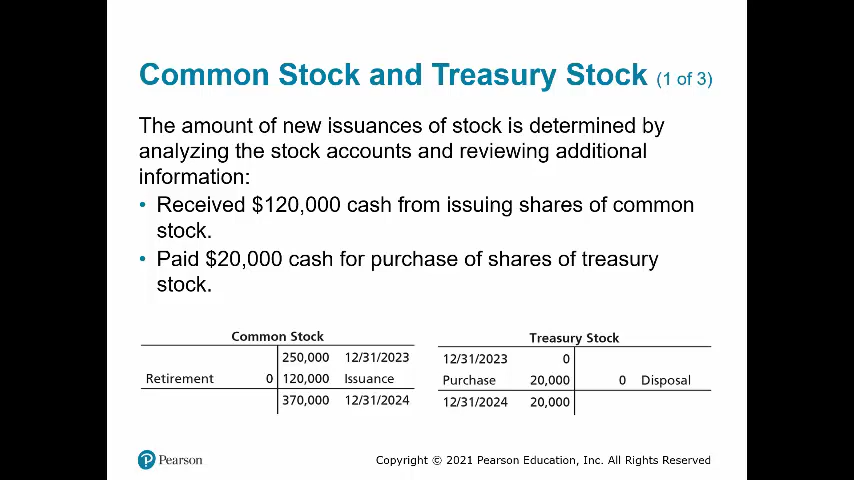 Common Stock and Treasury Stock (1 of 3)
The amount of new issuances of stock is determined by
analyzing the stock accounts and reviewing additional
information:
• Received $120,000 cash from issuing shares of common
stock.
• Paid $20,000 cash for purchase of shares of treasury
stock.
Common Stock
250,000 12/31/2023
Retirement 0 120,000 Issuance
370,000 12/31/2024
Treasury Stock
12/31/2023 0
Purchase 20,000 0 Disposal
12/31/2024 20,000
P Pearson
Copyright © 2021 Pearson Education, Inc. All Rights Reserved